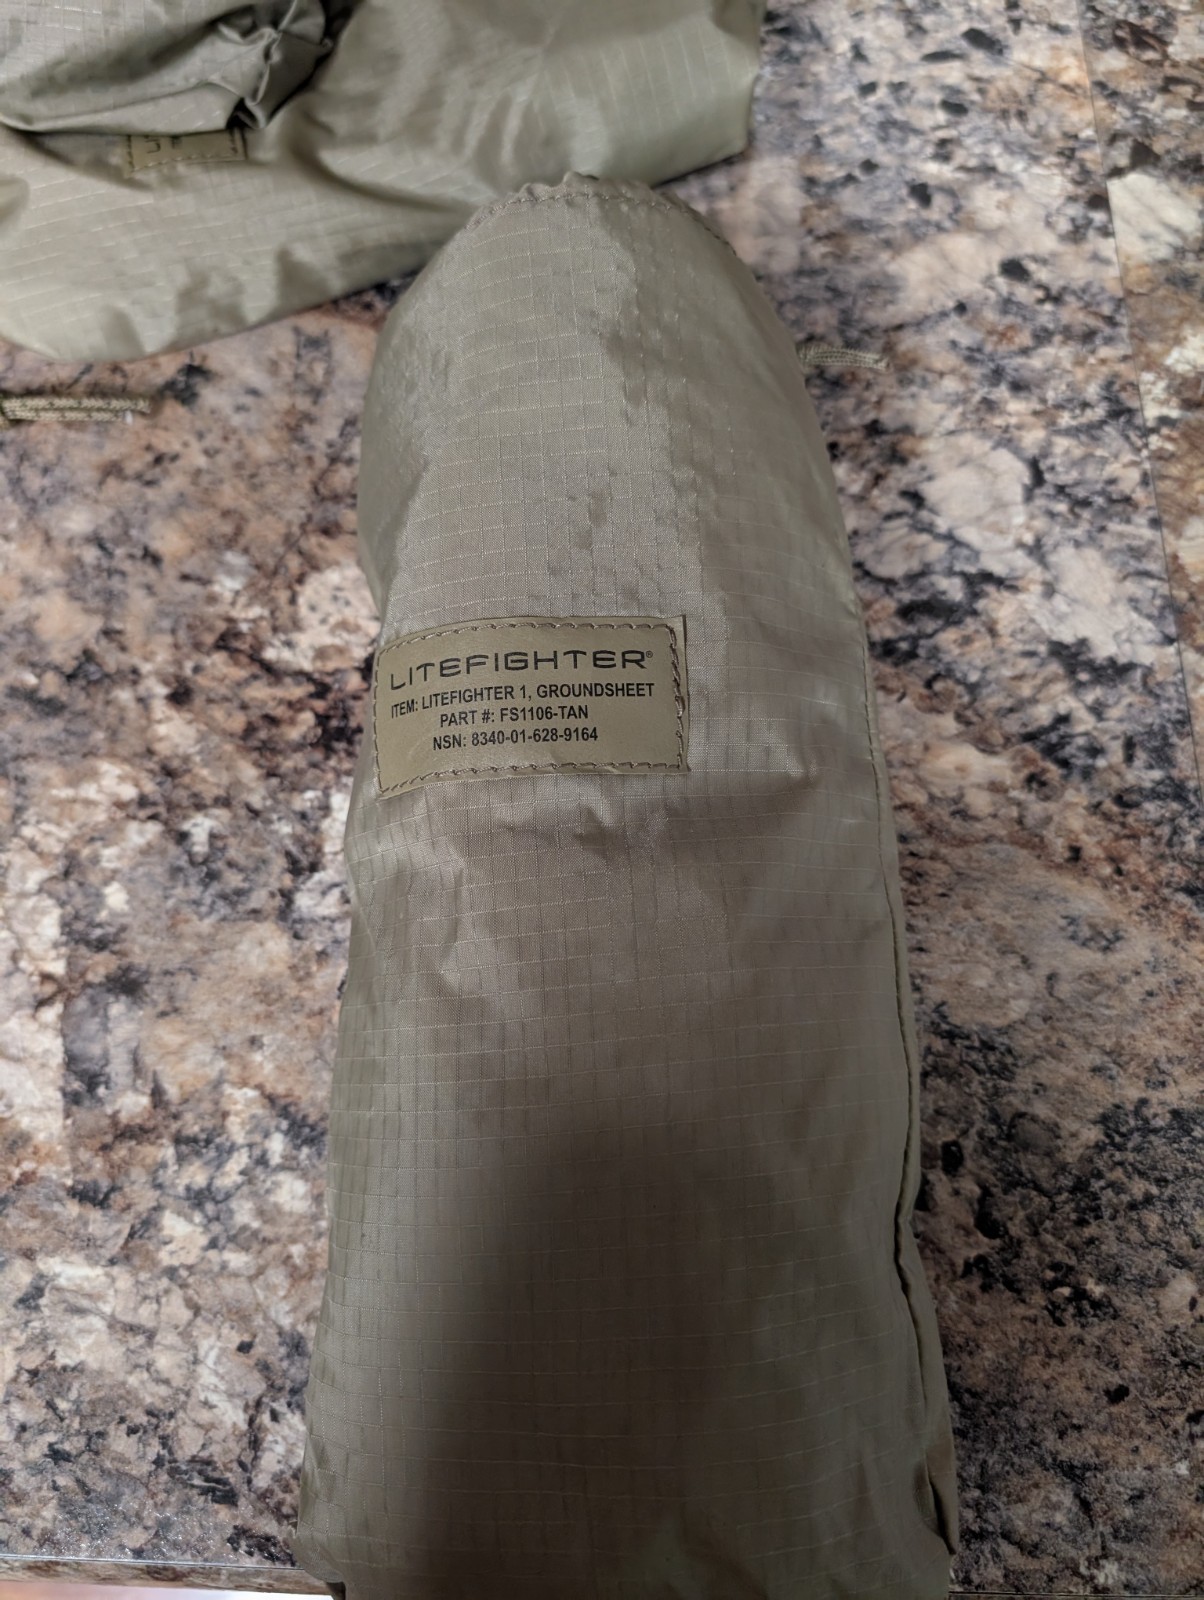 LITEFIGHTER®
ITEM: LITEFIGHTER 1, GROUNDSHEET
PART #: FS1106-TAN
NSN: 8340-01-628-9164